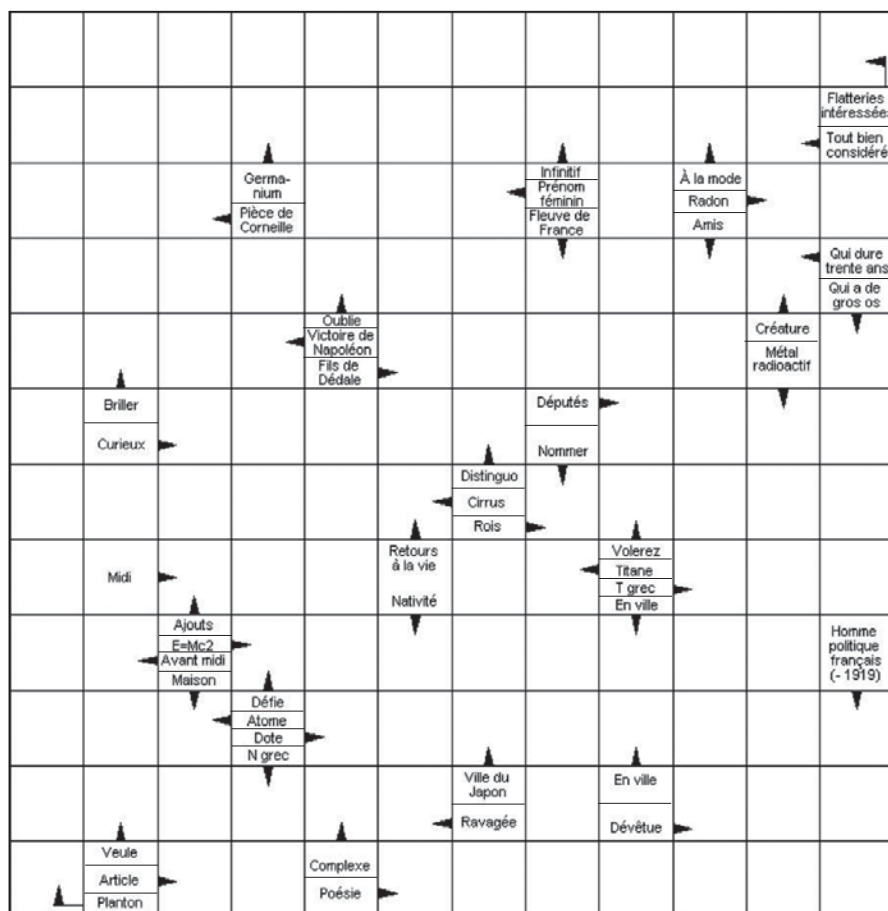 Flatteries
intéressées
Tout bien
considéré
Germa-
nium
Pièce de
Corneille
Infinitif
Prénom
féminin
Fleuve de
France
À la mode
Radon
Amis
Qui dure
trente ans
Qui a de
gros os
Oublie
Victoire de
Napoléon
Fils de
Dédale
Créature
Métal
radioactif
Briller
Curieux
Députés
Nommer
Distinguo
Cirrus
Rois
Midi
Retours
à la vie
Nativité
Volerez
Titane
T grec
En ville
Ajouts
E=Mc2
Avant midi
Maison
Homme
politique
français
(- 1919)
Défie
Atome
Dote
N grec
Ville du
Japon
Ravagée
En ville
Dévêtue
Veule
Article
Planton
Complexe
Poésie